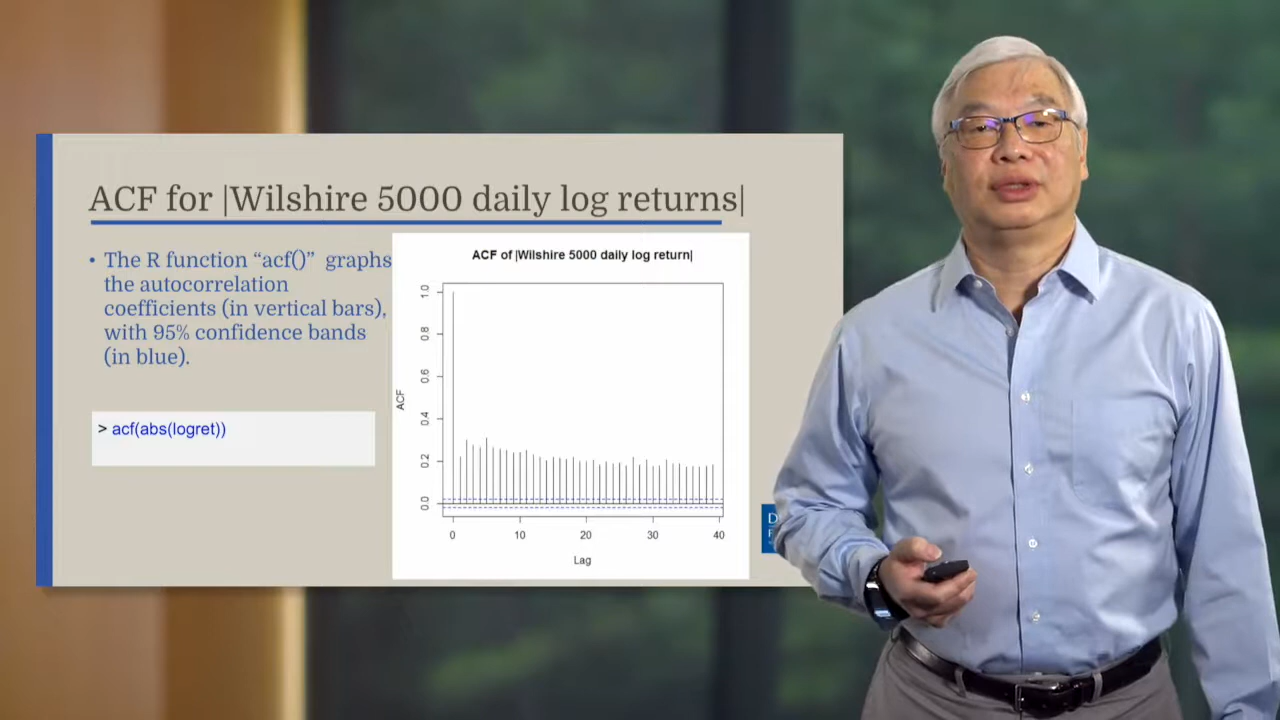 ACF for |Wilshire 5000 daily log returns|
• The R function “acf()” graphs
the autocorrelation
coefficients (in vertical bars),
with 95% confidence bands
(in blue).
> acf(abs(logret))
ACF of |Wilshire 5000 daily log return|
ACF
1.0
0.8
0.6
0.4
0.2
0.0
0 10 20 30 40
Lag